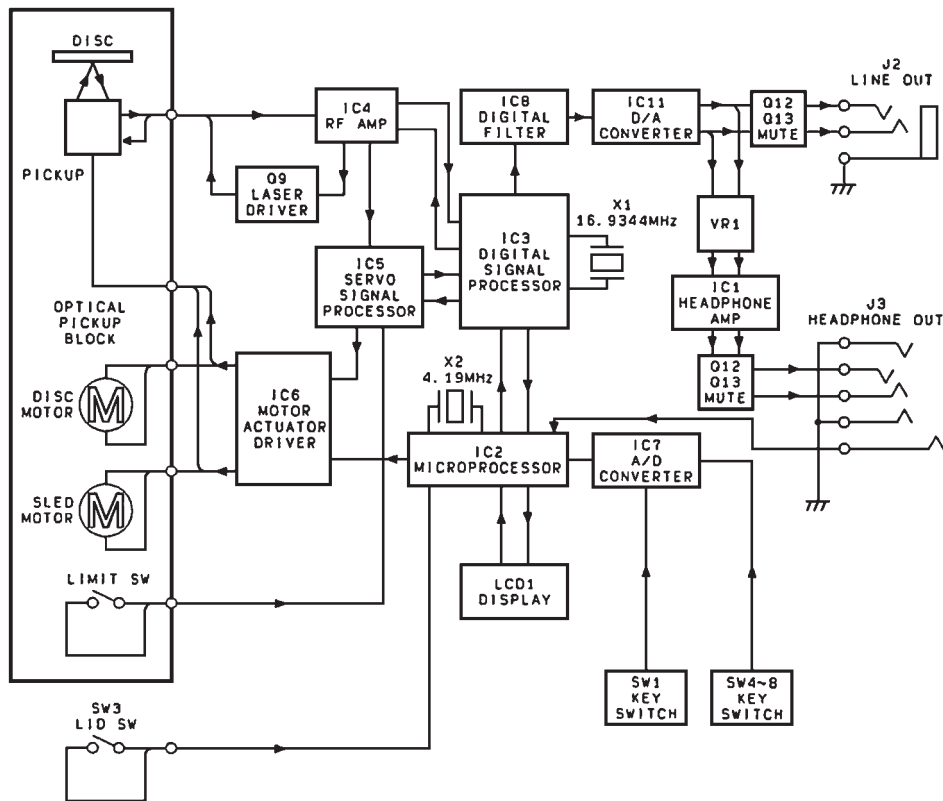 DISC
PICKUP
OPTICAL
PICKUP
BLOCK
DISC
MOTOR
M
SLED
MOTOR
M
LIMIT SW
SW3
LID SW
IC4
RF AMP
Q9
LASER
DRIVER
IC5
SERVO
SIGNAL
PROCESSOR
IC6
MOTOR
ACTUATOR
DRIVER
X2
4.19MHz
IC2
MICROPROCESSOR
LCD1
DISPLAY
IC8
DIGITAL
FILTER
IC3
DIGITAL
SIGNAL
PROCESSOR
X1
16.9344MHz
IC11
D/A
CONVERTER
Q12
Q13
MUTE
J2
LINE OUT
VR1
IC1
HEADPHONE
AMP
Q12
Q13
MUTE
J3
HEADPHONE OUT
IC7
A/D
CONVERTER
SW1
KEY
SWITCH
SW4~8
KEY
SWITCH